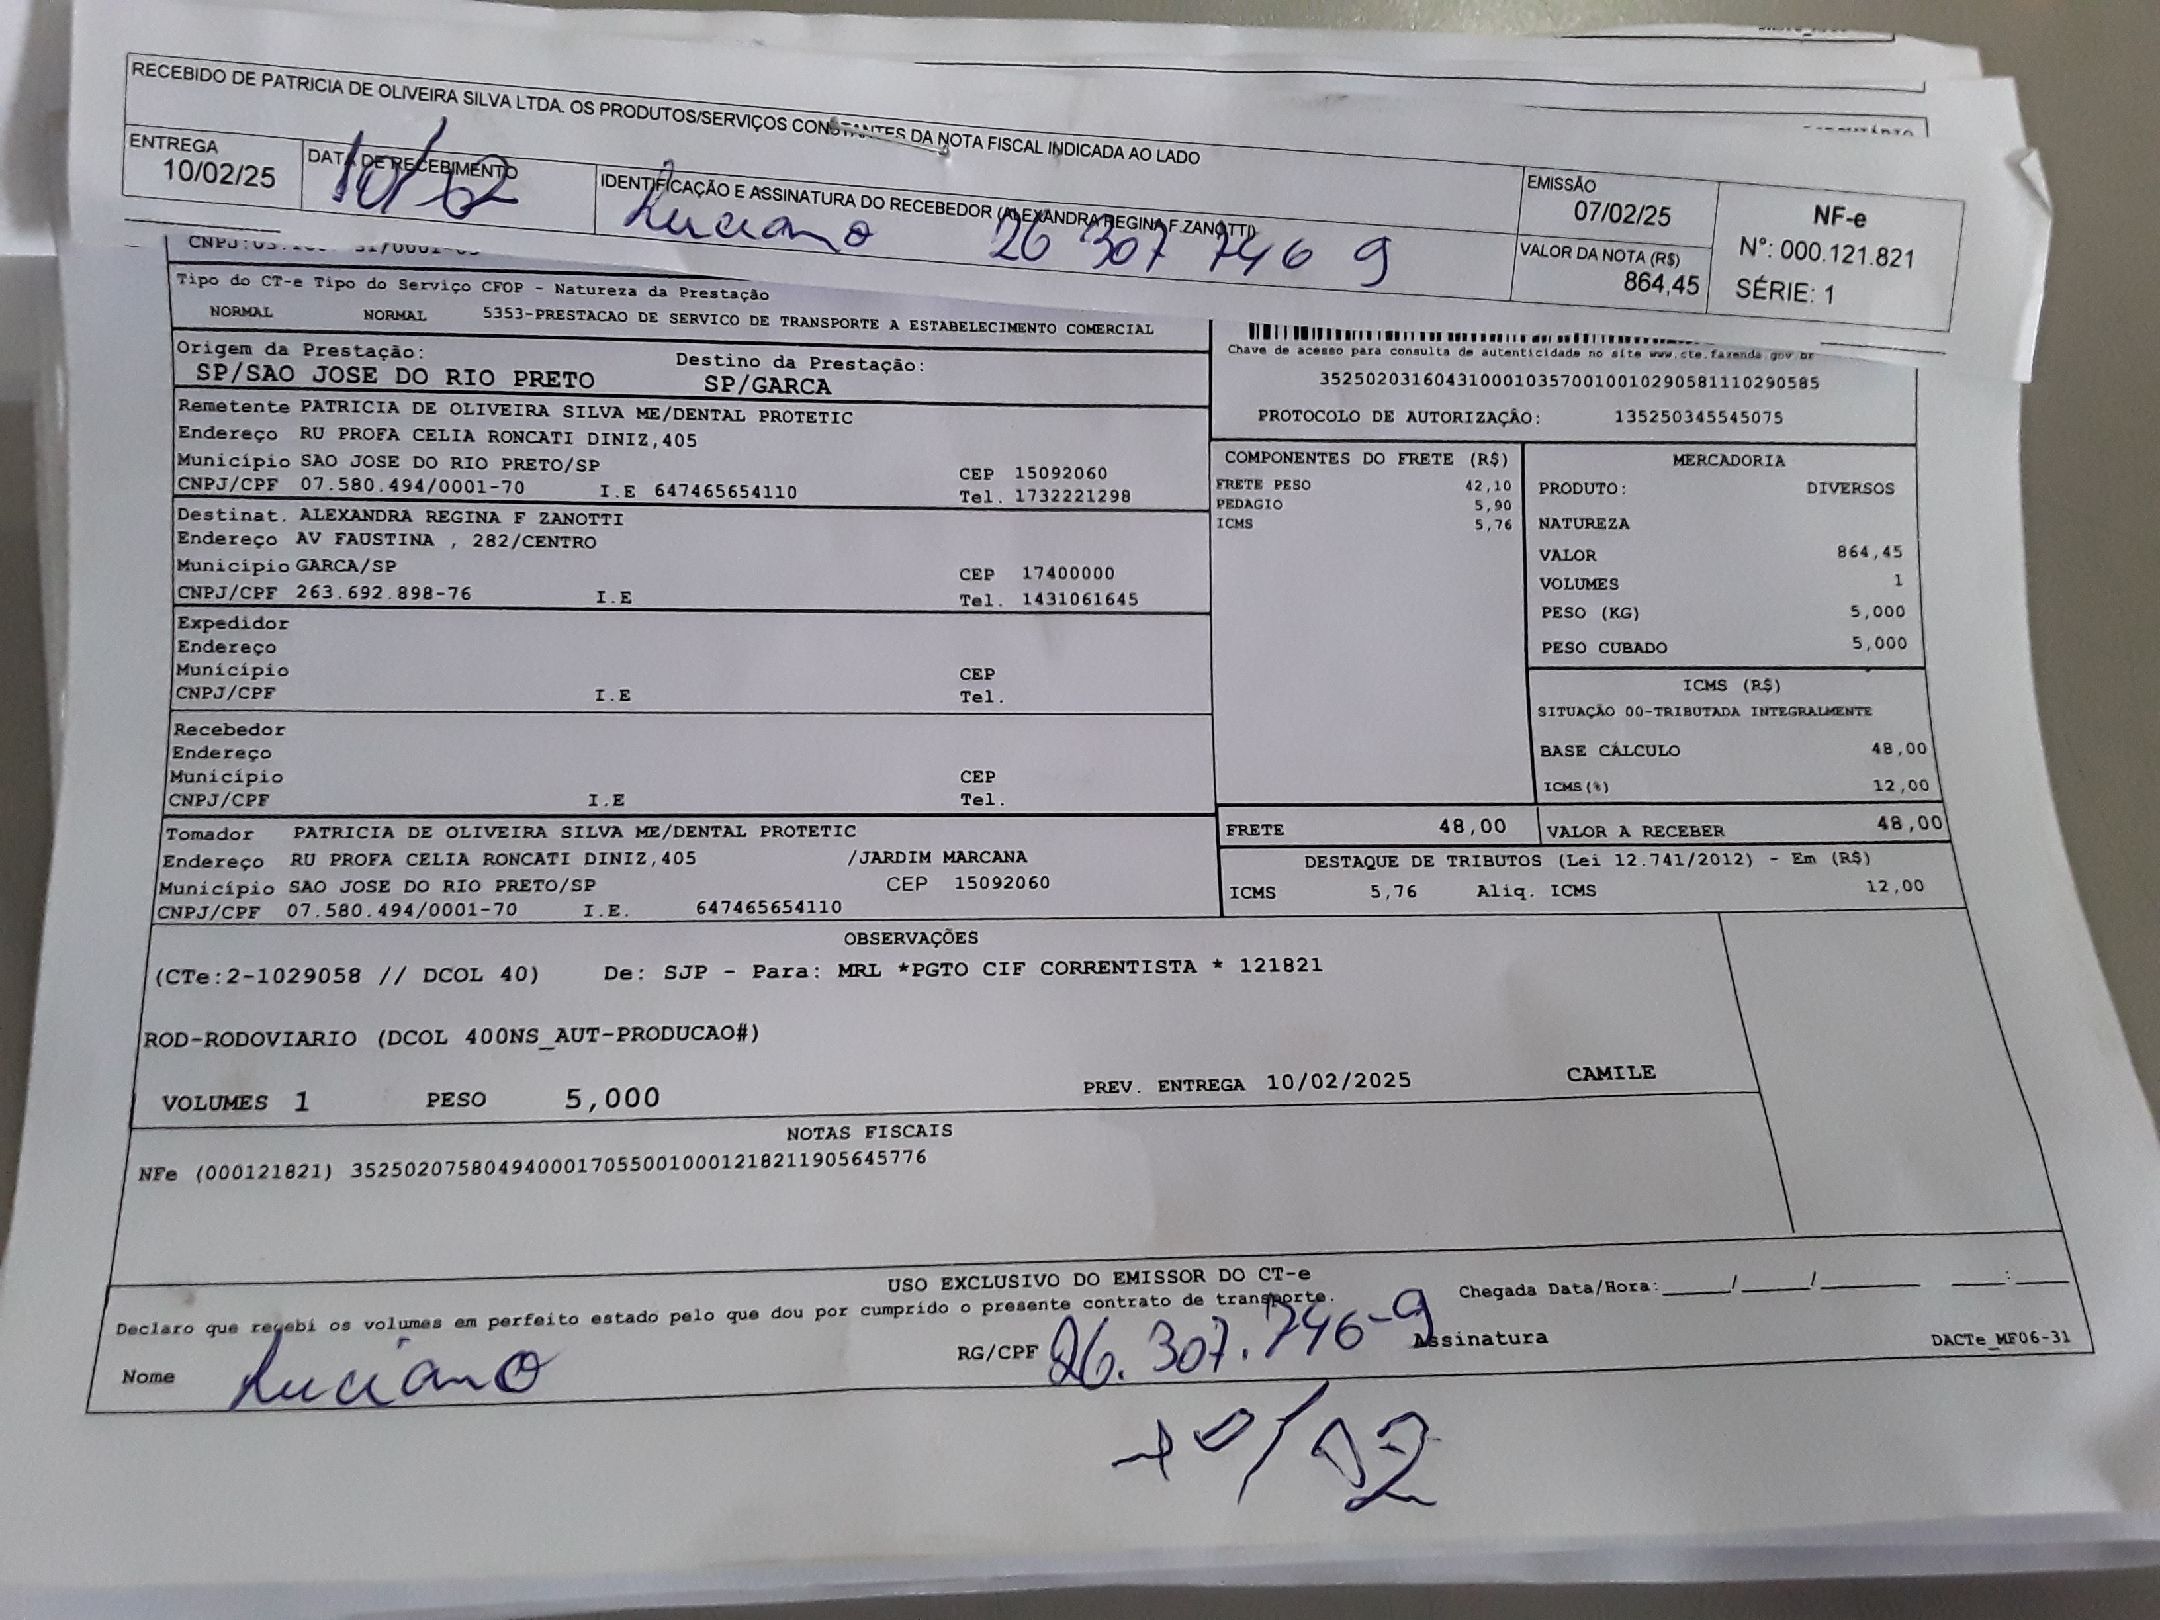 RECEBIDO DE PATRICIA DE OLIVEIRA SILVA LTDA. OS PRODUTOS/SERVIÇOS CONSTANTES DA NOTA FISCAL INDICADA AO LADO
ENTREGA
10/02/25
DATA DE RECEBIMENTO
10/02
IDENTIFICAÇÃO E ASSINATURA DO RECEBEDOR (ALEXANDRA REGINA F ZANOTTI)
Luciano 26 307 746 9
EMISSÃO
07/02/25
VALOR DA NOTA (R$)
864,45
NF-e
Nº: 000.121.821
SÉRIE: 1
Tipo do CT-e Tipo do Serviço CFOP - Natureza da Prestação
NORMAL NORMAL 5353-PRESTACAO DE SERVICO DE TRANSPORTE A ESTABELECIMENTO COMERCIAL
Origem da Prestação: Destino da Prestação:
SP/SAO JOSE DO RIO PRETO SP/GARCA
Chave de acesso para consulta de autenticidade no site www.cte.fazenda.gov.br
35250203160431000103570010010290581110290585
PROTOCOLO DE AUTORIZAÇÃO: 135250345545075
Remetente PATRICIA DE OLIVEIRA SILVA ME/DENTAL PROTETIC
Endereço RU PROFA CELIA RONCATI DINIZ,405
Município SAO JOSE DO RIO PRETO/SP CEP 15092060
CNPJ/CPF 07.580.494/0001-70 I.E 647465654110 Tel. 1732221298
Destinat. ALEXANDRA REGINA F ZANOTTI
Endereço AV FAUSTINA , 282/CENTRO
Município GARCA/SP CEP 17400000
CNPJ/CPF 263.692.898-76 I.E Tel. 1431061645
Expedidor
Endereço
Município CEP
CNPJ/CPF I.E Tel.
Recebedor
Endereço
Município CEP
CNPJ/CPF I.E Tel.
Tomador PATRICIA DE OLIVEIRA SILVA ME/DENTAL PROTETIC
Endereço RU PROFA CELIA RONCATI DINIZ,405 /JARDIM MARCANA
Município SAO JOSE DO RIO PRETO/SP CEP 15092060
CNPJ/CPF 07.580.494/0001-70 I.E. 647465654110
COMPONENTES DO FRETE (R$)
FRETE PESO 42,10
PEDAGIO 5,90
ICMS 5,76
MERCADORIA
PRODUTO: DIVERSOS
NATUREZA
VALOR 864,45
VOLUMES 1
PESO (KG) 5,000
PESO CUBADO 5,000
ICMS (R$)
SITUAÇÃO 00-TRIBUTADA INTEGRALMENTE
BASE CÁLCULO 48,00
ICMS(%) 12,00
FRETE 48,00 VALOR A RECEBER 48,00
DESTAQUE DE TRIBUTOS (Lei 12.741/2012) - Em (R$)
ICMS 5,76 Aliq. ICMS 12,00
OBSERVAÇÕES
(CTe:2-1029058 // DCOL 40) De: SJP - Para: MRL *PGTO CIF CORRENTISTA * 121821
ROD-RODOVIARIO (DCOL 400NS_AUT-PRODUCAO#)
VOLUMES 1 PESO 5,000 PREV. ENTREGA 10/02/2025 CAMILE
NOTAS FISCAIS
NFe (000121821) 35250207580494000170550010001218211905645776
USO EXCLUSIVO DO EMISSOR DO CT-e
Declaro que recebi os volumes em perfeito estado pelo que dou por cumprido o presente contrato de transporte.
Chegada Data/Hora:_____/_____/_______ ____:____
Nome Luciano RG/CPF 26.307.746-9 Assinatura
DACTe_MF06-31
10/02